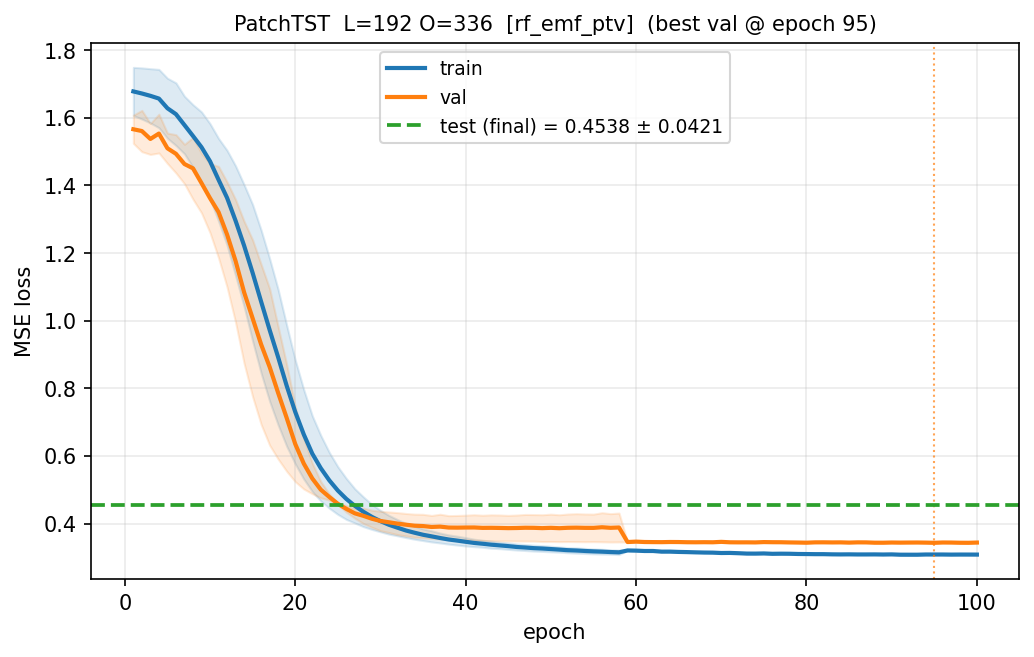 PatchTST  L=192 O=336  [rf_emf_ptv]  (best val @ epoch 95)
train
val
test (final) = 0.4538 ± 0.0421
MSE loss
1.8
1.6
1.4
1.2
1.0
0.8
0.6
0.4
0 20 40 60 80 100
epoch